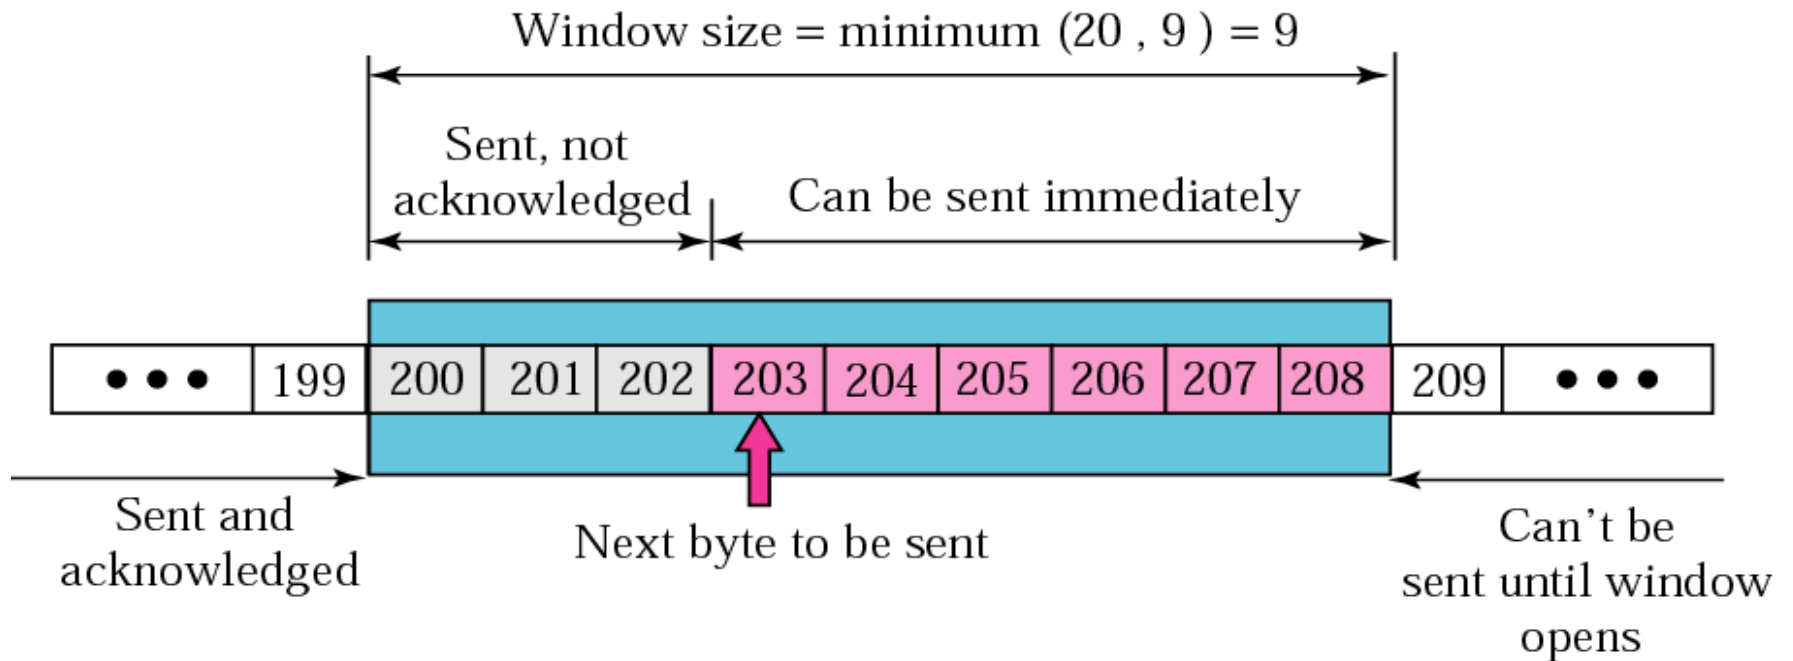 Window size = minimum (20 , 9 ) = 9
Sent, not
acknowledged
Can be sent immediately
••• 199 200 201 202 203 204 205 206 207 208 209 •••
Sent and
acknowledged
Next byte to be sent
Can’t be
sent until window
opens